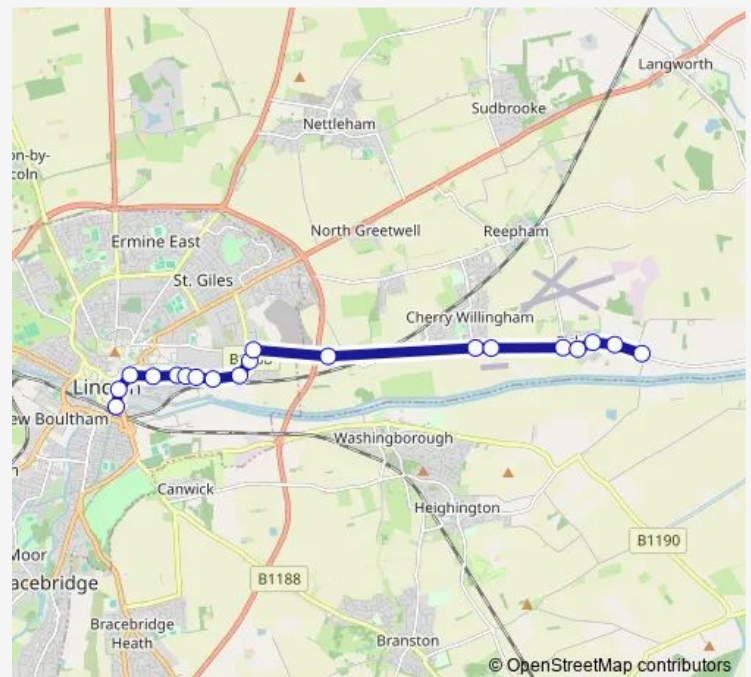 Langworth
Sudbrooke
Nettleham
on-by-
coln
North Greetwell
Reepham
Ermine East
St. Giles
Cherry Willingham
Lincoln
ew Boultham
Washingborough
Canwick
Heighington
Moor
acebridge
B1190
B1188
Bracebridge
Heath
Branston
© OpenStreetMap contributors